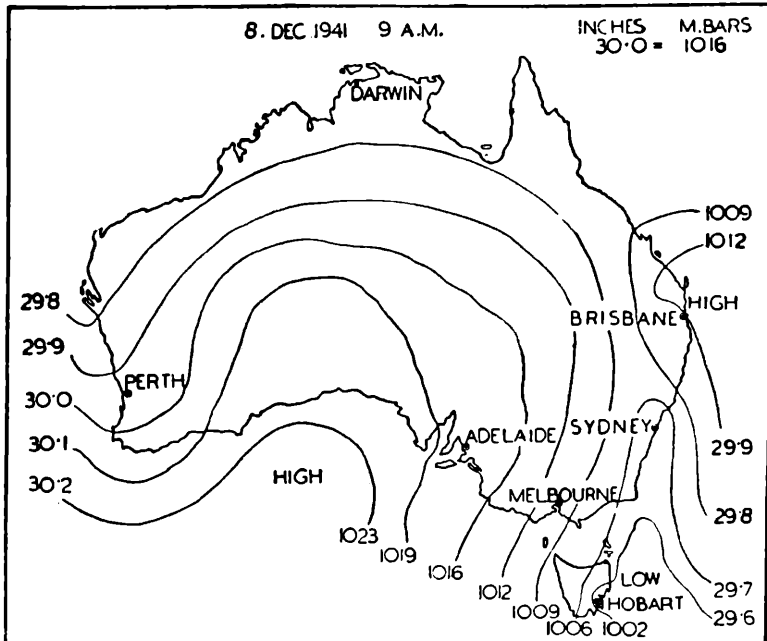 8. DEC. 1941 9 A.M.
INCHES M.BARS
30·0 = 1016
DARWIN
1009
1012
29·8
HIGH
BRISBANE
29·9
PERTH
30·0
SYDNEY
ADELAIDE
30·1
29·9
HIGH
30·2
MELBOURNE
29·8
1023
1019
1016
LOW
1012
29·7
1009
HOBART
29·6
1006 1002